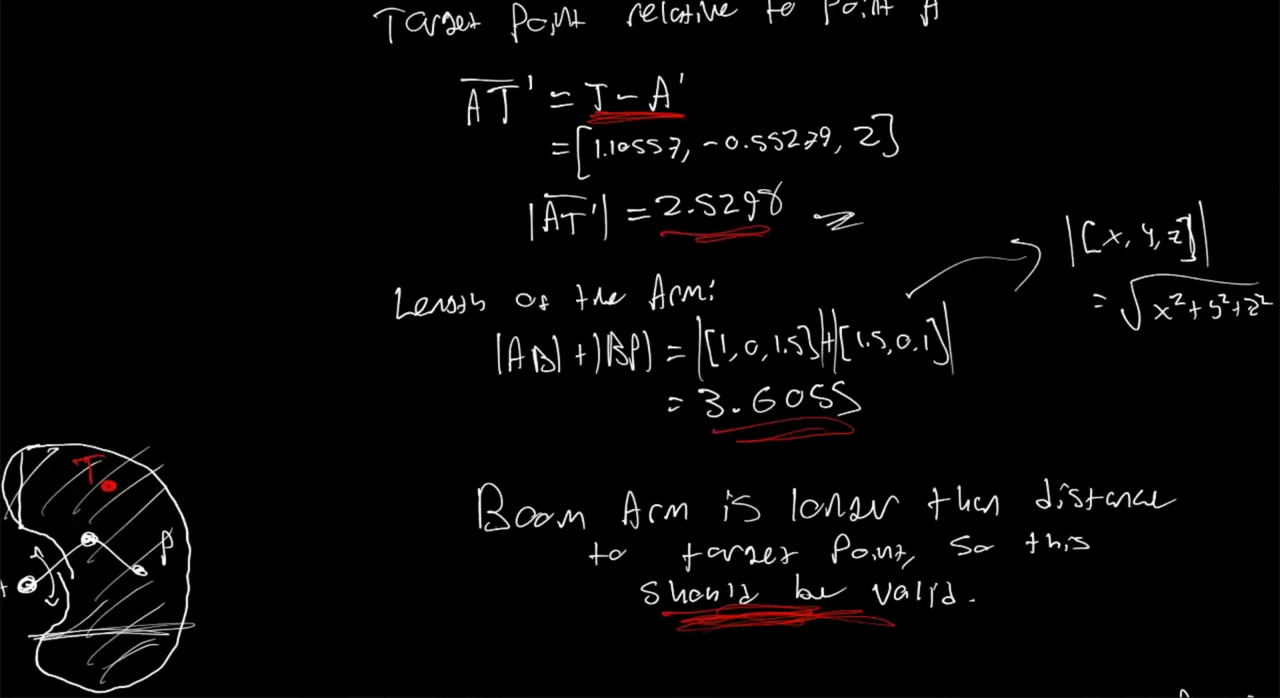 Target Point relative to Point A
AT' = T - A'
= [1.10557, -0.55279, 2]
|AT'| = 2.5298
|[x, y, z]|
= √x²+y²+z²
Length of the Arm:
|AB| + |BP| = |[1, 0, 1.5]|+|[1.5, 0, 1]|
= 3.6055
T
P
Boom Arm is longer than distance
to target Point, so this
should be valid.